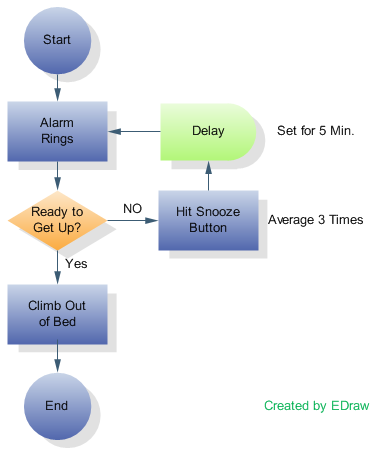 Start
Alarm
Rings
Delay
Set for 5 Min.
Ready to
Get Up?
NO
Hit Snooze
Button
Average 3 Times
Yes
Climb Out
of Bed
End
Created by EDraw